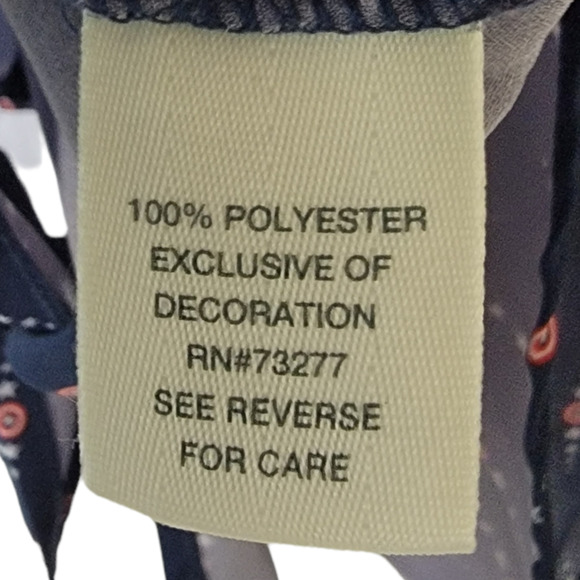 100% POLYESTER
EXCLUSIVE OF
DECORATION
RN#73277
SEE REVERSE
FOR CARE